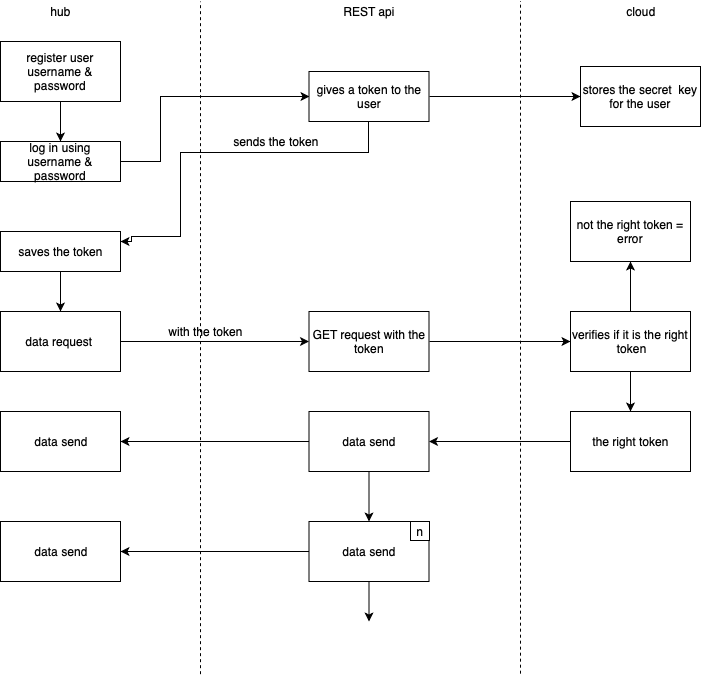 hub
REST api
cloud
register user
username &
password
gives a token to the
user
stores the secret key
for the user
log in using
username &
password
sends the token
not the right token =
error
saves the token
data request
with the token
GET request with the
token
verifies if it is the right
token
data send
data send
the right token
data send
data send
n